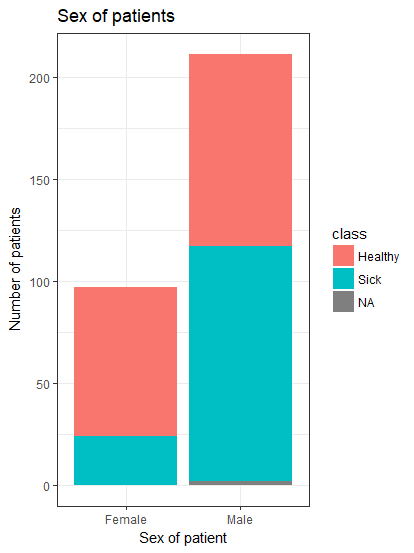 Sex of patients
200
150
100
50
0
Number of patients
Female Male
Sex of patient
class
Healthy
Sick
NA